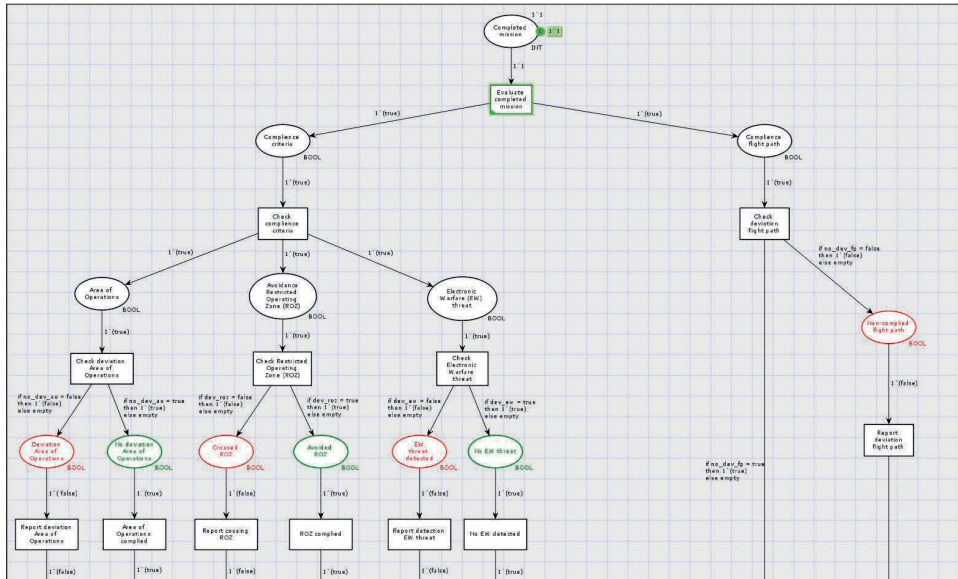 1`1
Completed
mission
1
1`1
INT
1`1
Evaluate
completed
mission
1`(true)
1`(true)
Complience
criteria
BOOL
Complience
flight path
BOOL
1`(true)
1`(true)
Check
complience
criteria
Check
deviation
flight path
1`(true)
1`(true)
1`(true)
if no_dev_fp = false
then 1`(false)
else empty
Area of
Operations
BOOL
Avoidance
Restricted
Operating
Zone (ROZ)
BOOL
Electronic
Warfare (EW)
threat
BOOL
Non-complied
flight path
BOOL
1`(true)
1`(true)
1`(true)
Check deviation
Area of
Operations
Check Restricted
Operating
Zone (ROZ)
Check
Electronic
Warfare
threat
1`(false)
if no_dev_ao = false
then 1`(false)
else empty
if no_dev_ao = true
then 1`(true)
else empty
if dev_roz = false
then 1`(false)
else empty
if dev_roz = true
then 1`(true)
else empty
if dev_ew = false
then 1`(false)
else empty
if dev_ew = true
then 1`(true)
else empty
Report
deviation
flight path
Deviation
Area of
Operations
BOOL
No deviation
Area of
Operations
BOOL
Crossed
ROZ
BOOL
Avoided
ROZ
BOOL
EW
threat
detected
BOOL
No EW threat
BOOL
if no_dev_fp = true
then 1`(true)
else empty
1`(false)
1`(true)
1`(false)
1`(true)
1`(false)
1`(true)
Report deviation
Area of
Operations
Area of
Operations
complied
Report cossing
ROZ
ROZ complied
Report detection
EW threat
No EW detected
1`(false)
1`(true)
1`(false)
1`(true)
1`(false)
1`(true)